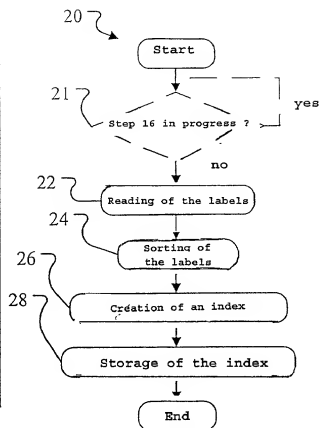 20
Start
21
Step 16 in progress ?
yes
no
22
Reading of the labels
24
Sorting of
the labels
26
Creation of an index
28
Storage of the index
End